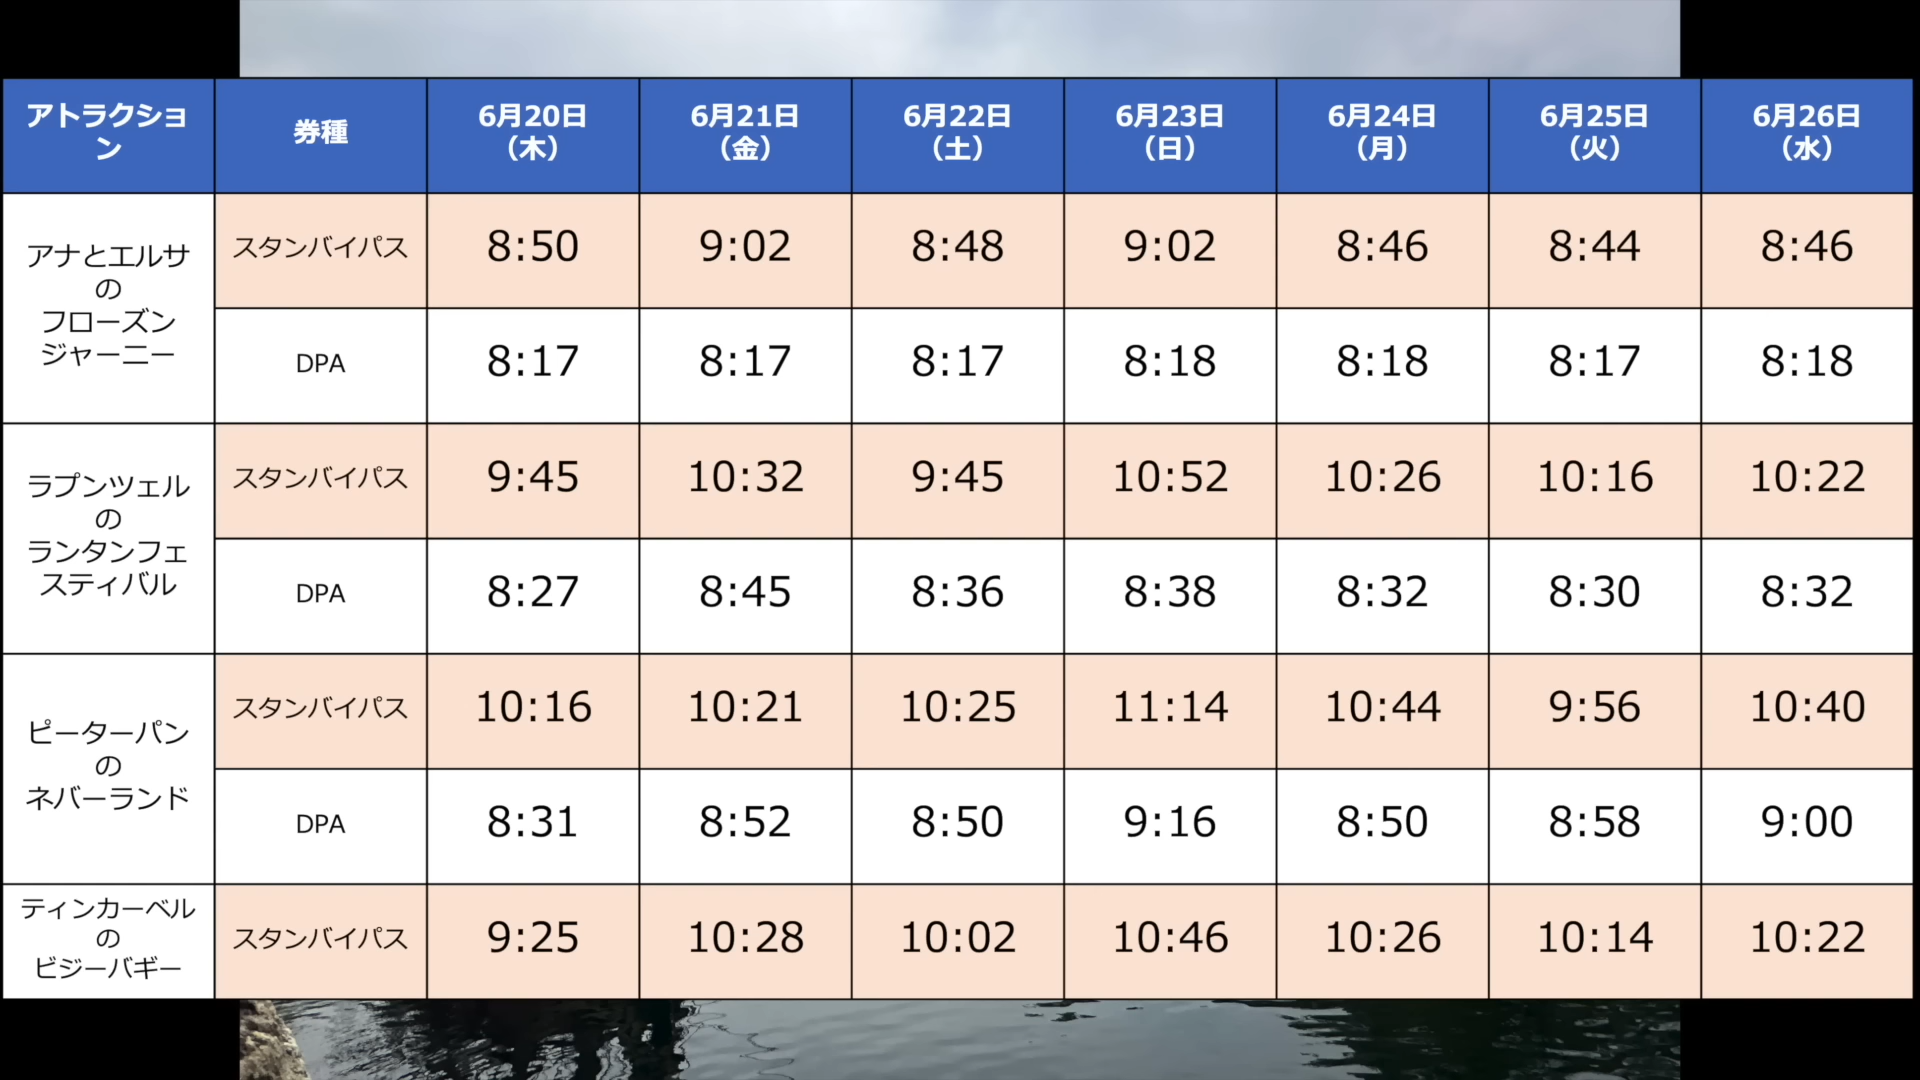 アトラクショ
ン
券種
6月20日
（木）
6月21日
（金）
6月22日
（土）
6月23日
（日）
6月24日
（月）
6月25日
（火）
6月26日
（水）
アナとエルサ
の
フローズン
ジャーニー
スタンバイパス
8:50
9:02
8:48
9:02
8:46
8:44
8:46
DPA
8:17
8:17
8:17
8:18
8:18
8:17
8:18
ラプンツェル
の
ランタンフェ
スティバル
スタンバイパス
9:45
10:32
9:45
10:52
10:26
10:16
10:22
DPA
8:27
8:45
8:36
8:38
8:32
8:30
8:32
ピーターパン
の
ネバーランド
スタンバイパス
10:16
10:21
10:25
11:14
10:44
9:56
10:40
DPA
8:31
8:52
8:50
9:16
8:50
8:58
9:00
ティンカーベル
の
ビジーバギー
スタンバイパス
9:25
10:28
10:02
10:46
10:26
10:14
10:22